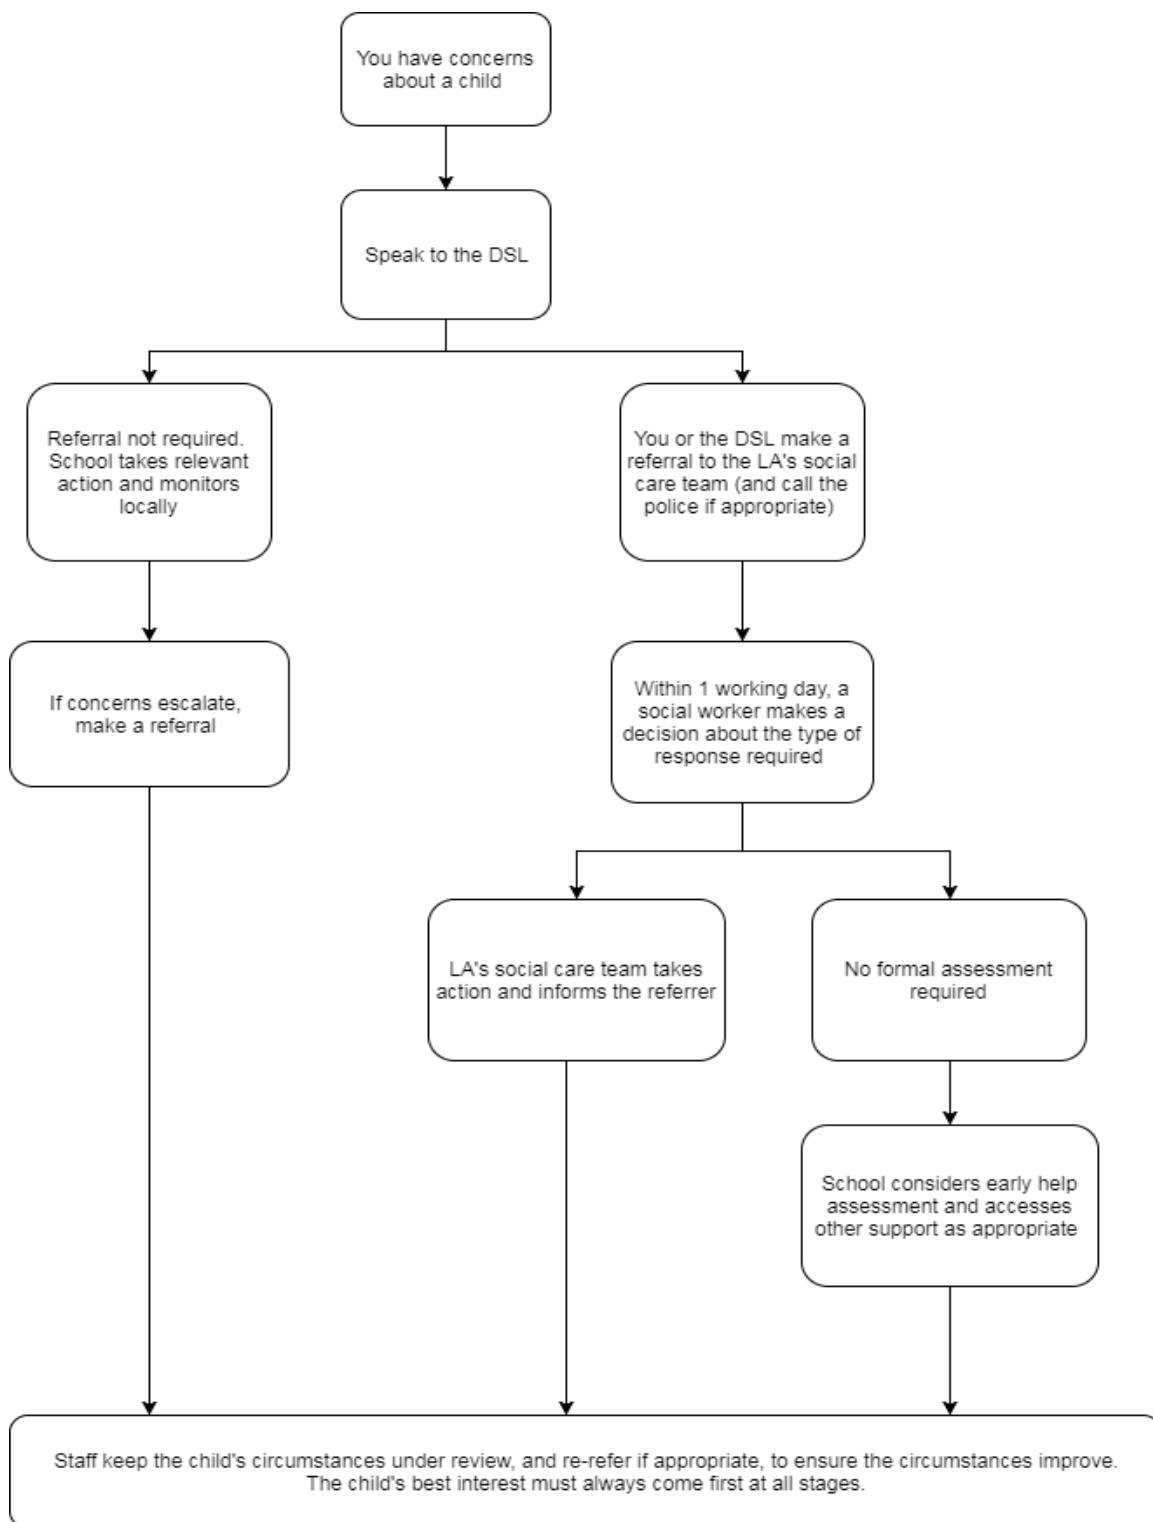 You have concerns
about a child
Speak to the DSL
Referral not required.
School takes relevant
action and monitors
locally
You or the DSL make a
referral to the LA's social
care team (and call the
police if appropriate)
If concerns escalate,
make a referral
Within 1 working day, a
social worker makes a
decision about the type of
response required
LA's social care team takes
action and informs the referrer
No formal assessment
required
School considers early help
assessment and accesses
other support as appropriate
Staff keep the child's circumstances under review, and re-refer if appropriate, to ensure the circumstances improve.
The child's best interest must always come first at all stages.